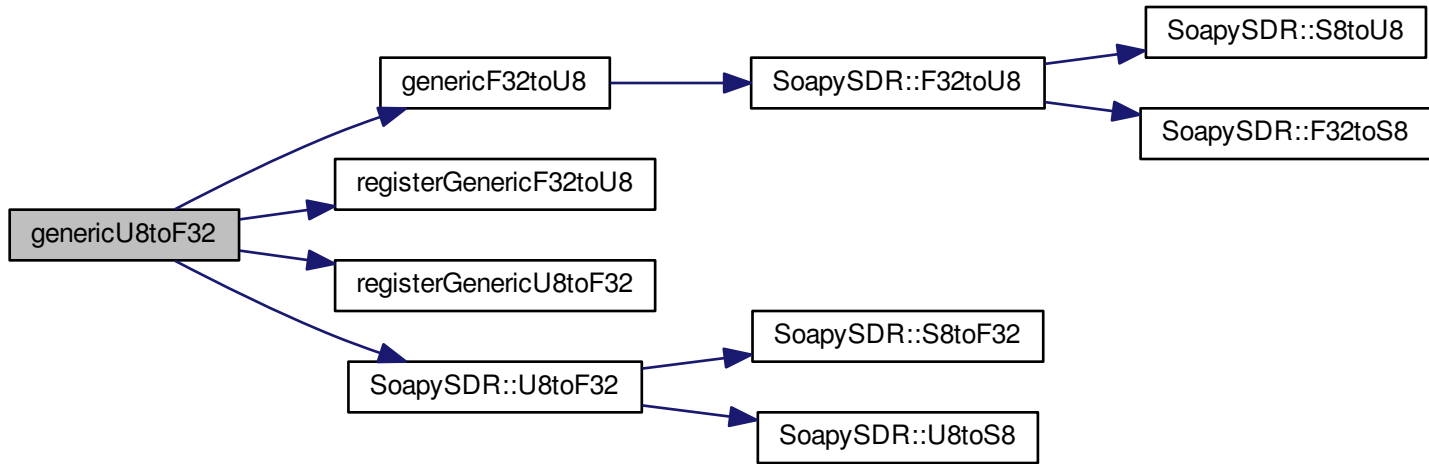 genericU8toF32
genericF32toU8
registerGenericF32toU8
registerGenericU8toF32
SoapySDR::U8toF32
SoapySDR::F32toU8
SoapySDR::S8toF32
SoapySDR::U8toS8
SoapySDR::S8toU8
SoapySDR::F32toS8